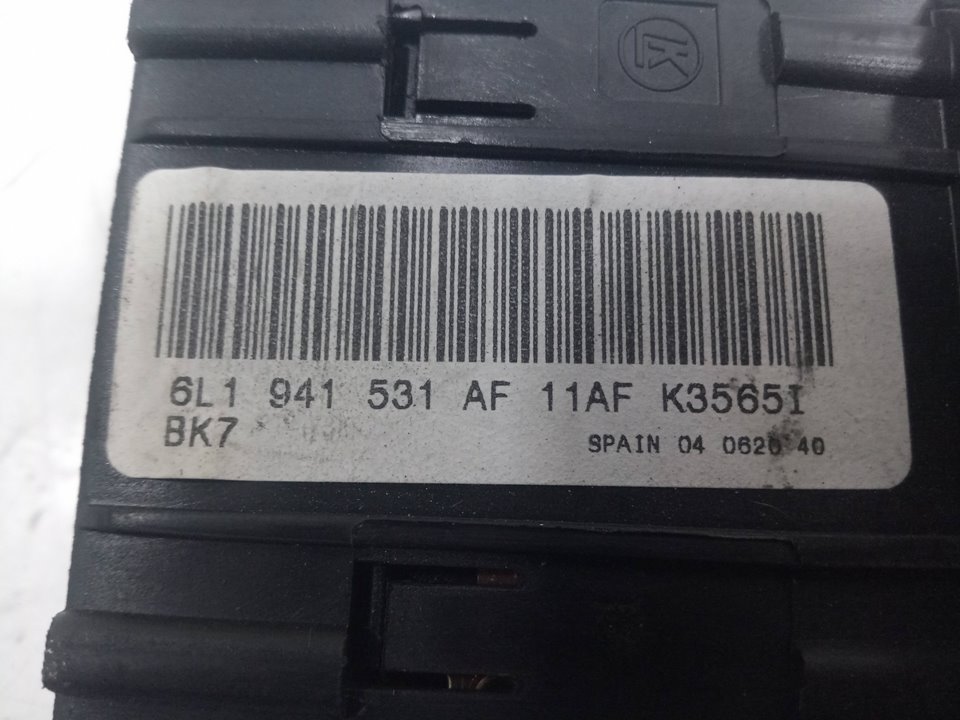 6L1 941 531 AF 11AF K3565I
BK7
SPAIN 04 0620 40